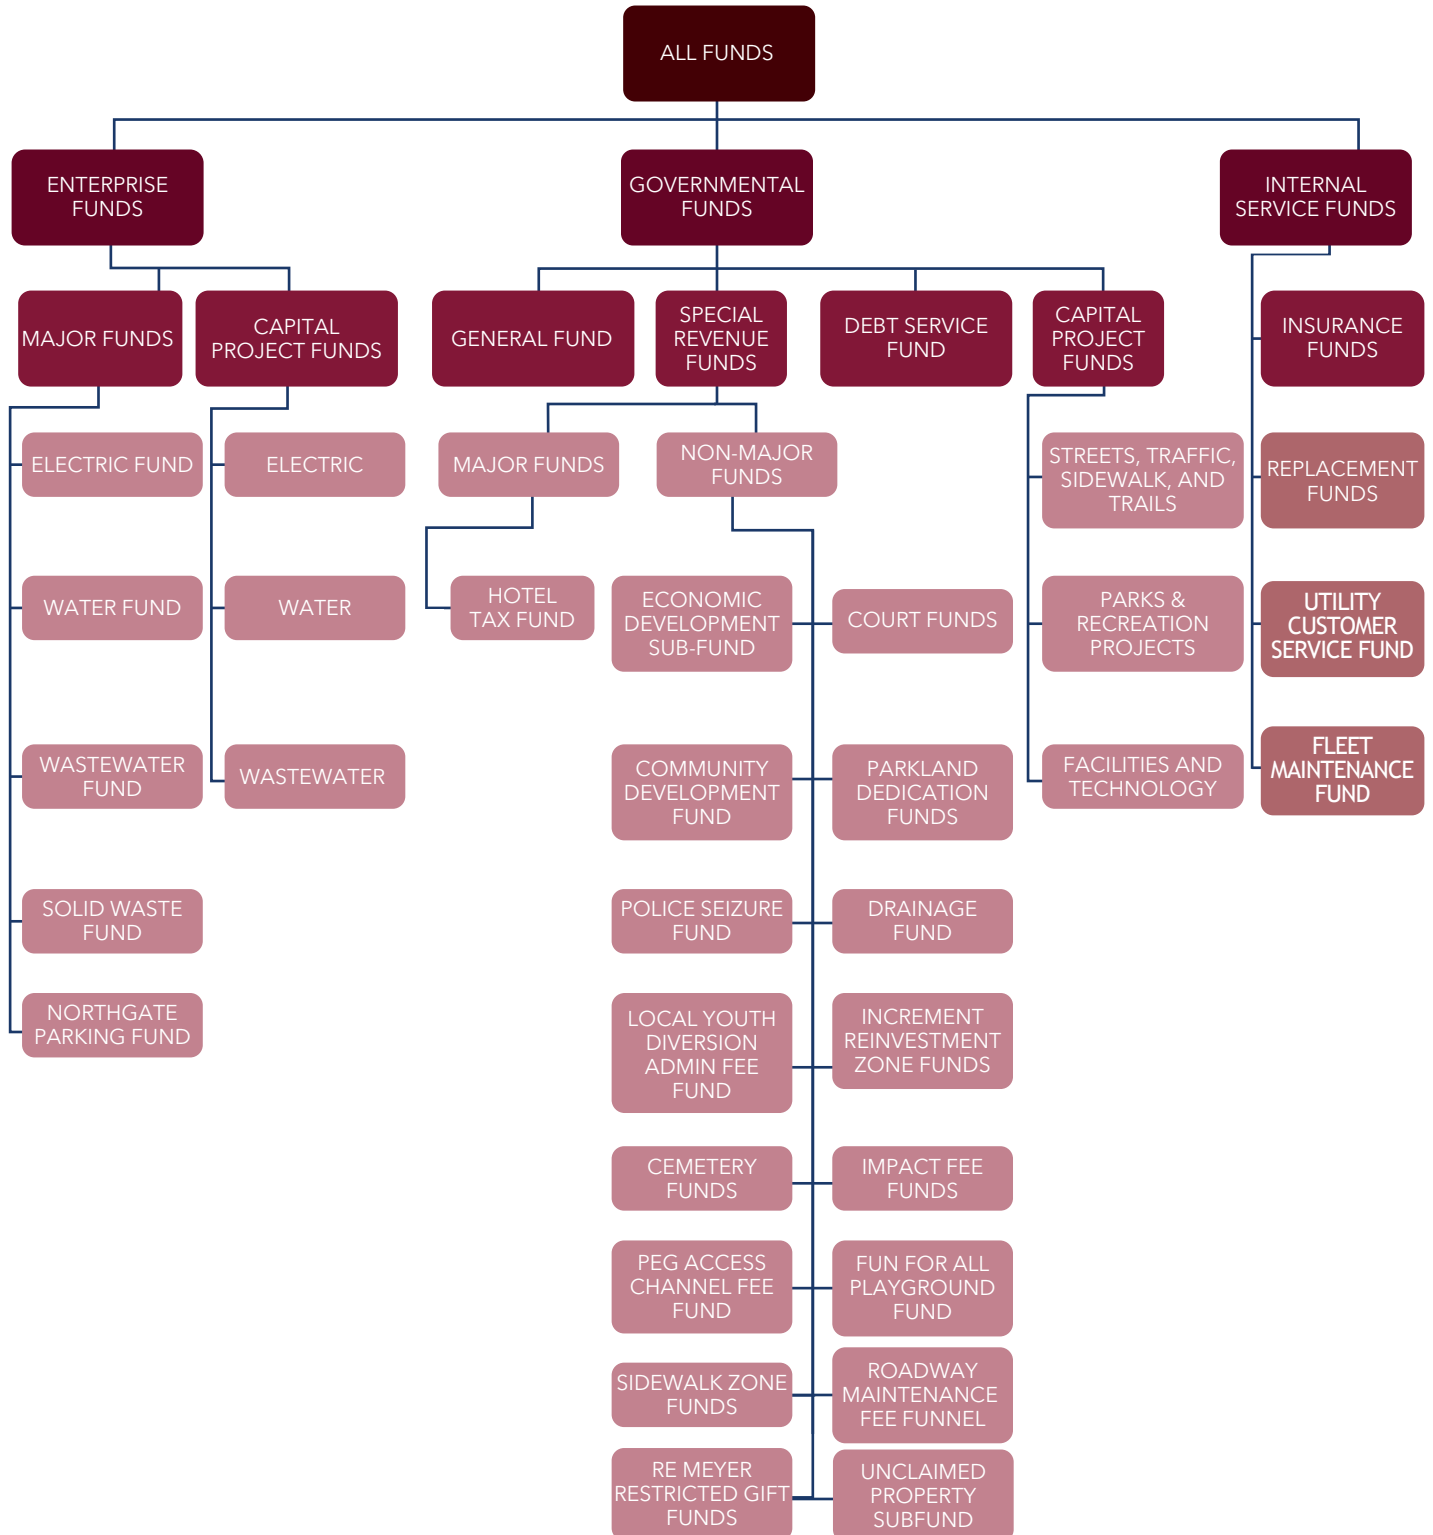 ALL FUNDS
ENTERPRISE
FUNDS
GOVERNMENTAL
FUNDS
INTERNAL
SERVICE FUNDS
MAJOR FUNDS
CAPITAL
PROJECT FUNDS
GENERAL FUND
SPECIAL
REVENUE
FUNDS
DEBT SERVICE
FUND
CAPITAL
PROJECT
FUNDS
INSURANCE
FUNDS
ELECTRIC FUND
ELECTRIC
MAJOR FUNDS
NON-MAJOR
FUNDS
STREETS, TRAFFIC,
SIDEWALK, AND
TRAILS
REPLACEMENT
FUNDS
WATER FUND
WATER
HOTEL
TAX FUND
ECONOMIC
DEVELOPMENT
SUB-FUND
COURT FUNDS
PARKS &
RECREATION
PROJECTS
UTILITY
CUSTOMER
SERVICE FUND
WASTEWATER
FUND
WASTEWATER
COMMUNITY
DEVELOPMENT
FUND
PARKLAND
DEDICATION
FUNDS
FACILITIES AND
TECHNOLOGY
FLEET
MAINTENANCE
FUND
SOLID WASTE
FUND
POLICE SEIZURE
FUND
DRAINAGE
FUND
NORTHGATE
PARKING FUND
LOCAL YOUTH
DIVERSION
ADMIN FEE
FUND
INCREMENT
REINVESTMENT
ZONE FUNDS
CEMETERY
FUNDS
IMPACT FEE
FUNDS
PEG ACCESS
CHANNEL FEE
FUND
FUN FOR ALL
PLAYGROUND
FUND
SIDEWALK ZONE
FUNDS
ROADWAY
MAINTENANCE
FEE FUNNEL
RE MEYER
RESTRICTED GIFT
FUNDS
UNCLAIMED
PROPERTY
SUBFUND